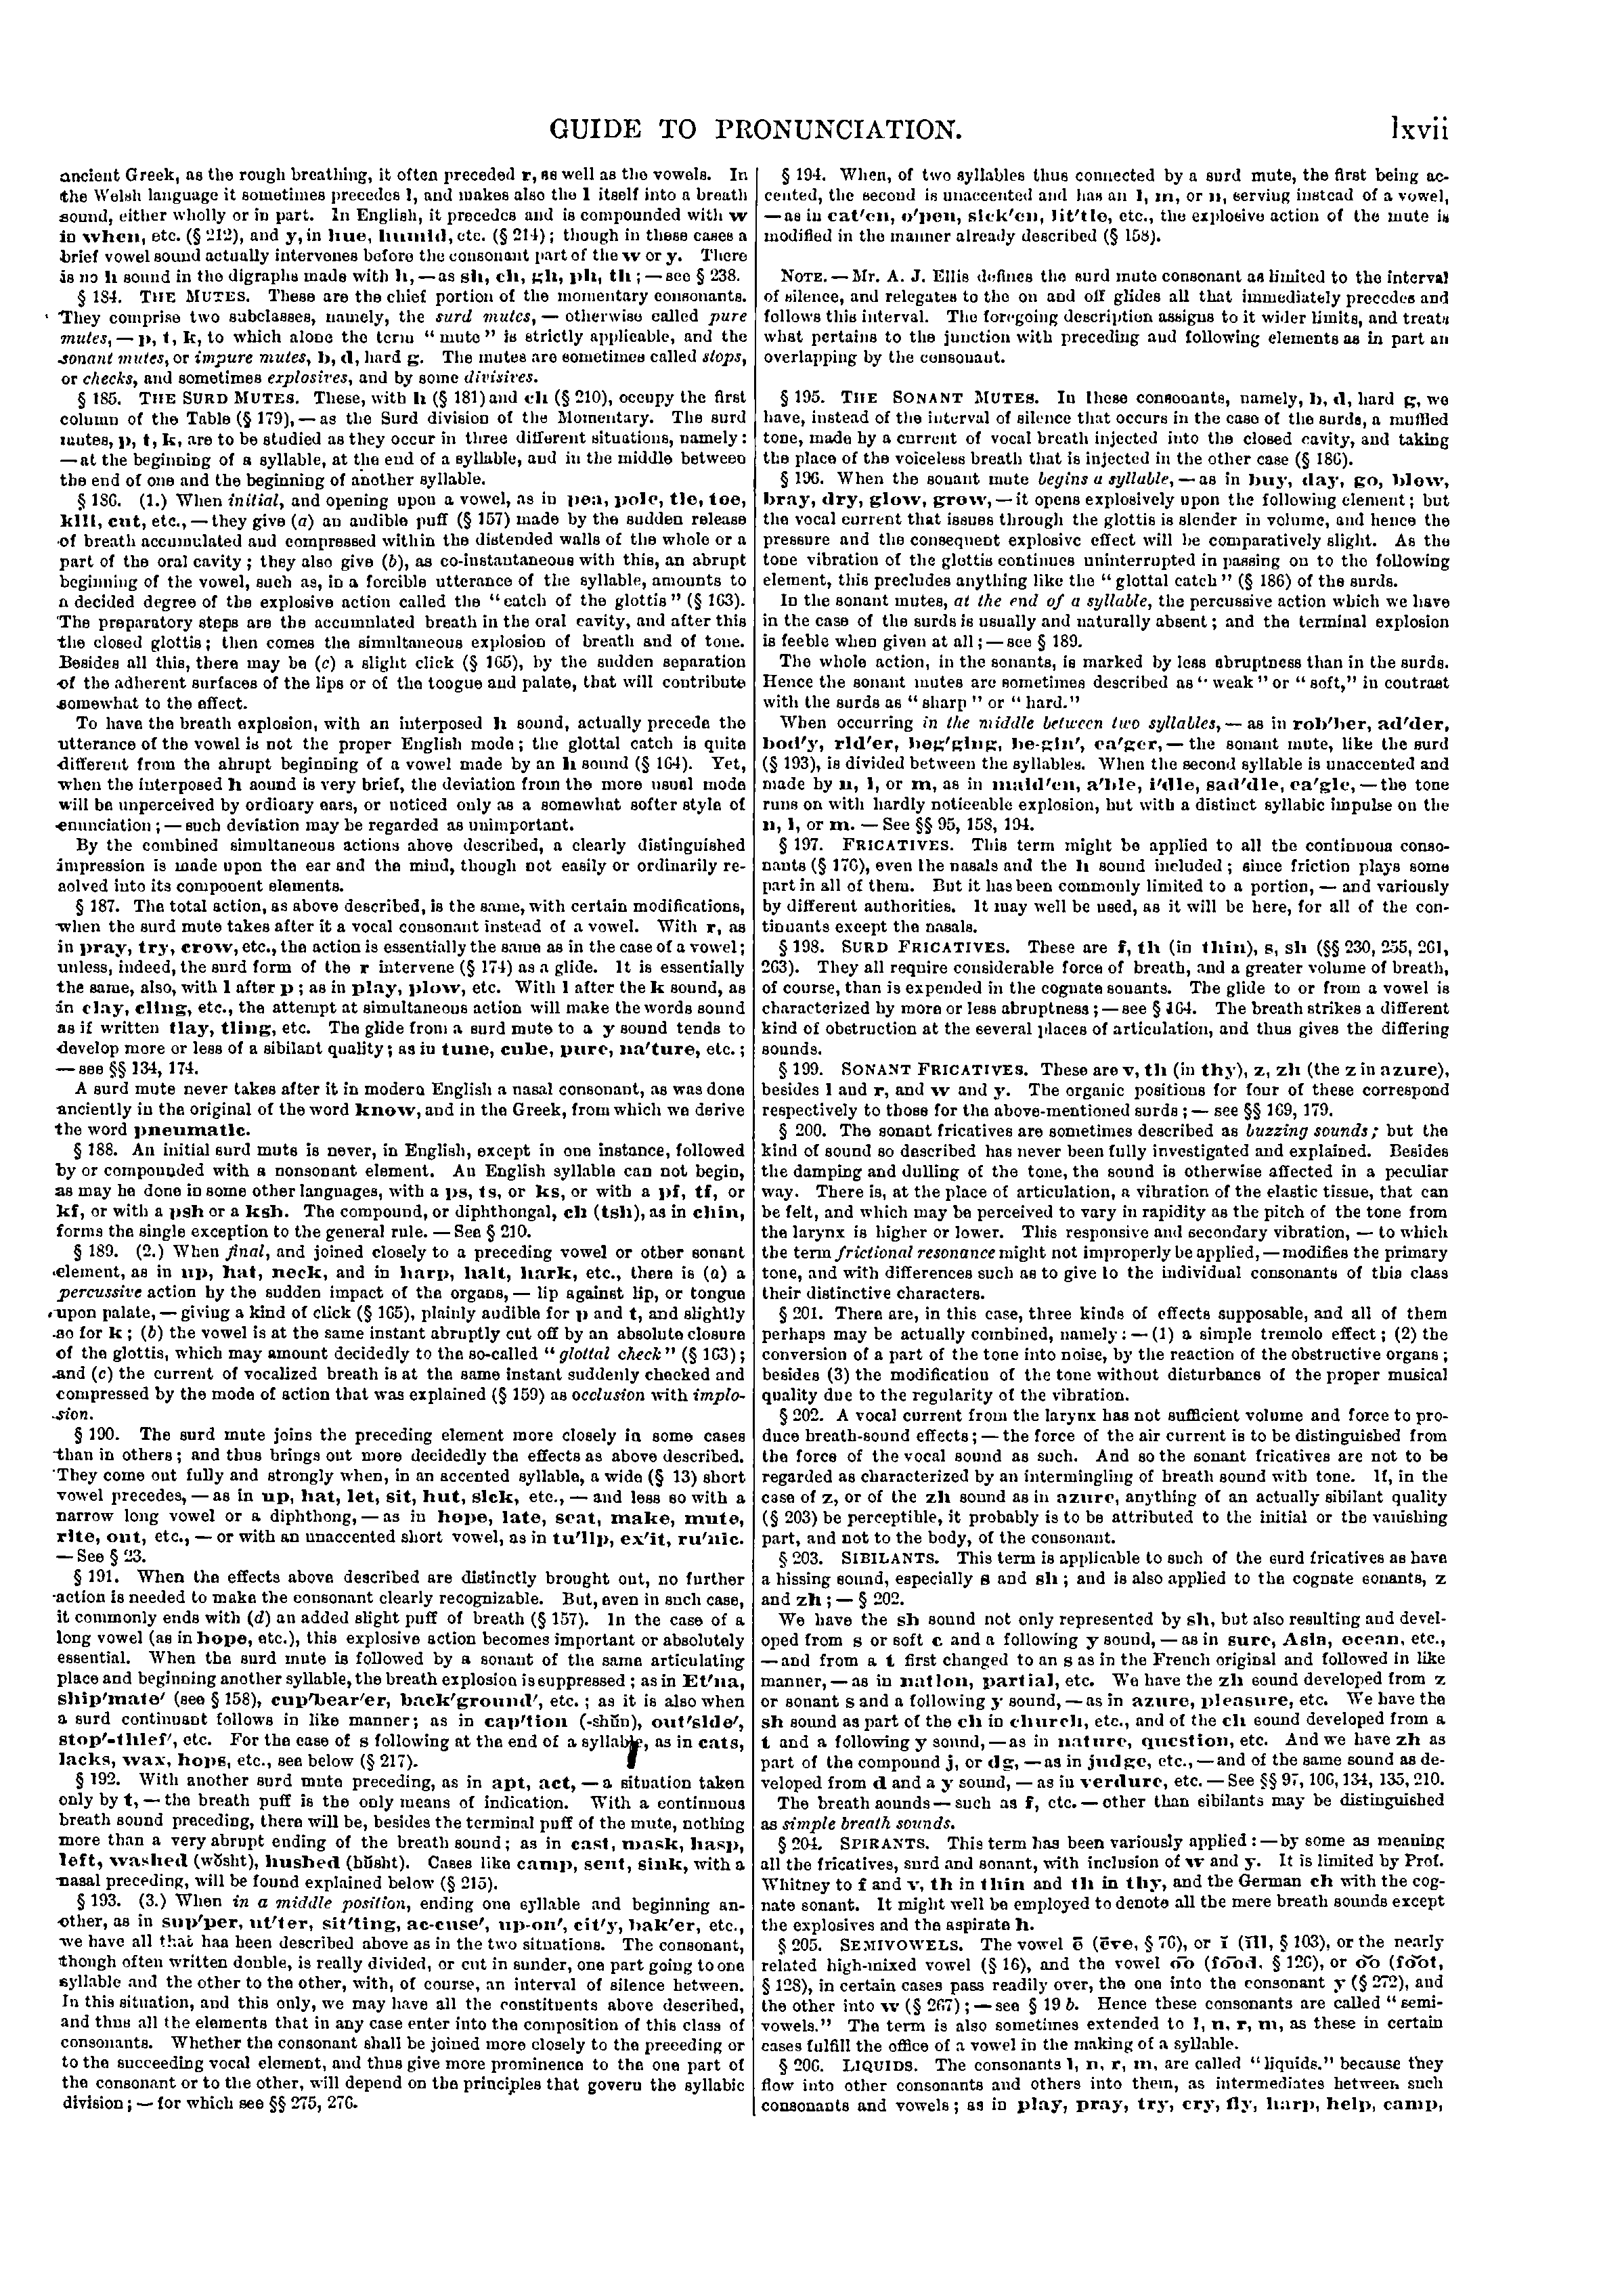 GUIDE TO PRONUNCIATION.
lxvii
ancient Greek, as the rough breathing, it often preceded r, as well as the vowels. In
the Welsh language it sometimes precedes l, and makes also the l itself into a breath
sound, either wholly or in part. In English, it precedes and is compounded with w
in when, etc. (§ 212), and y, in hue, humid, etc. (§ 214); though in these cases a
brief vowel sound actually intervenes before the consonant part of the w or y. There
is no h sound in the digraphs made with h, — as sh, ch, gh, ph, th; — see § 238.
§ 184. THE MUTES. These are the chief portion of the momentary consonants.
They comprise two subclasses, namely, the surd mutes, — otherwise called pure
mutes, — p, t, k, to which alone the term “mute” is strictly applicable, and the
sonant mutes, or impure mutes, b, d, hard g. The mutes are sometimes called stops,
or checks, and sometimes explosives, and by some divisives.
§ 185. THE SURD MUTES. These, with h (§ 181) and ch (§ 210), occupy the first
column of the Table (§ 179), — as the Surd division of the Momentary. The surd
mutes, p, t, k, are to be studied as they occur in three different situations, namely:
— at the beginning of a syllable, at the end of a syllable, and in the middle between
the end of one and the beginning of another syllable.
§ 186. (1.) When initial, and opening upon a vowel, as in pea, pole, tie, toe,
kill, cut, etc., — they give (a) an audible puff (§ 157) made by the sudden release
of breath accumulated and compressed within the distended walls of the whole or a
part of the oral cavity; they also give (b), as co-instantaneous with this, an abrupt
beginning of the vowel, such as, in a forcible utterance of the syllable, amounts to
a decided degree of the explosive action called the “catch of the glottis” (§ 163).
The preparatory steps are the accumulated breath in the oral cavity, and after this
the closed glottis; then comes the simultaneous explosion of breath and of tone.
Besides all this, there may be (c) a slight click (§ 165), by the sudden separation
of the adherent surfaces of the lips or of the tongue and palate, that will contribute
somewhat to the effect.
To have the breath explosion, with an interposed h sound, actually precede the
utterance of the vowel is not the proper English mode; the glottal catch is quite
different from the abrupt beginning of a vowel made by an h sound (§ 164). Yet,
when the interposed h sound is very brief, the deviation from the more usual mode
will be unperceived by ordinary ears, or noticed only as a somewhat softer style of
enunciation; — such deviation may be regarded as unimportant.
By the combined simultaneous actions above described, a clearly distinguished
impression is made upon the ear and the mind, though not easily or ordinarily re-
solved into its component elements.
§ 187. The total action, as above described, is the same, with certain modifications,
when the surd mute takes after it a vocal consonant instead of a vowel. With r, as
in pray, try, crow, etc., the action is essentially the same as in the case of a vowel;
unless, indeed, the surd form of the r intervene (§ 174) as a glide. It is essentially
the same, also, with l after p; as in play, plow, etc. With l after the k sound, as
in clay, cling, etc., the attempt at simultaneous action will make the words sound
as if written tlay, tling, etc. The glide from a surd mute to a y sound tends to
develop more or less of a sibilant quality; as in tune, cube, pure, na′ture, etc.;
— see §§ 134, 174.
A surd mute never takes after it in modern English a nasal consonant, as was done
anciently in the original of the word know, and in the Greek, from which we derive
the word pneumatic.
§ 188. An initial surd mute is never, in English, except in one instance, followed
by or compounded with a nonsonant element. An English syllable can not begin,
as may be done in some other languages, with a ps, ts, or ks, or with a pf, tf, or
kf, or with a psh or a ksh. The compound, or diphthongal, ch (tsh), as in chin,
forms the single exception to the general rule. — See § 210.
§ 189. (2.) When final, and joined closely to a preceding vowel or other sonant
element, as in up, hat, neck, and in harp, halt, hark, etc., there is (a) a
percussive action by the sudden impact of the organs, — lip against lip, or tongue
upon palate, — giving a kind of click (§ 165), plainly audible for p and t, and slightly
so for k; (b) the vowel is at the same instant abruptly cut off by an absolute closure
of the glottis, which may amount decidedly to the so-called “glottal check” (§ 163);
and (c) the current of vocalized breath is at the same instant suddenly checked and
compressed by the mode of action that was explained (§ 159) as occlusion with implo-
sion.
§ 190. The surd mute joins the preceding element more closely in some cases
than in others; and thus brings out more decidedly the effects as above described.
They come out fully and strongly when, in an accented syllable, a wide (§ 13) short
vowel precedes, — as in up, hat, let, sit, hut, sick, etc., — and less so with a
narrow long vowel or a diphthong, — as in hope, late, seat, make, mute,
rite, out, etc., — or with an unaccented short vowel, as in tu′lip, ex′it, ru′nic.
— See § 23.
§ 191. When the effects above described are distinctly brought out, no further
action is needed to make the consonant clearly recognizable. But, even in such case,
it commonly ends with (d) an added slight puff of breath (§ 157). In the case of a
long vowel (as in hope, etc.), this explosive action becomes important or absolutely
essential. When the surd mute is followed by a sonant of the same articulating
place and beginning another syllable, the breath explosion is suppressed; as in Et′na,
ship′mate′ (see § 158), cup′bear′er, back′ground′, etc.; as it is also when
a surd continuant follows in like manner; as in cap′tion (-shŭn), out′side′,
stop′-thief′, etc. For the case of s following at the end of a syllable, as in cats,
lacks, wax, hops, etc., see below (§ 217).
§ 192. With another surd mute preceding, as in apt, act, — a situation taken
only by t, — the breath puff is the only means of indication. With a continuous
breath sound preceding, there will be, besides the terminal puff of the mute, nothing
more than a very abrupt ending of the breath sound; as in cast, mask, hasp,
left, washed (wŏsht), hushed (hŭsht). Cases like camp, sent, sink, with a
nasal preceding, will be found explained below (§ 215).
§ 193. (3.) When in a middle position, ending one syllable and beginning an-
other, as in sup′per, ut′ter, sit′ting, ac-cuse′, up-on′, cit′y, bak′er, etc.,
we have all that has been described above as in the two situations. The consonant,
though often written double, is really divided, or cut in sunder, one part going to one
syllable and the other to the other, with, of course, an interval of silence between.
In this situation, and this only, we may have all the constituents above described,
and thus all the elements that in any case enter into the composition of this class of
consonants. Whether the consonant shall be joined more closely to the preceding or
to the succeeding vocal element, and thus give more prominence to the one part of
the consonant or to the other, will depend on the principles that govern the syllabic
division; — for which see §§ 275, 276.
§ 194. When, of two syllables thus connected by a surd mute, the first being ac-
cented, the second is unaccented and has an l, m, or n, serving instead of a vowel,
— as in cat′en, o′pen, sick′en, lit′tle, etc., the explosive action of the mute is
modified in the manner already described (§ 158).
NOTE. — Mr. A. J. Ellis defines the surd mute consonant as limited to the interval
of silence, and relegates to the on and off glides all that immediately precedes and
follows this interval. The foregoing description assigns to it wider limits, and treats
what pertains to the junction with preceding and following elements as in part an
overlapping by the consonant.
§ 195. THE SONANT MUTES. In these consonants, namely, b, d, hard g, we
have, instead of the interval of silence that occurs in the case of the surds, a muffled
tone, made by a current of vocal breath injected into the closed cavity, and taking
the place of the voiceless breath that is injected in the other case (§ 186).
§ 196. When the sonant mute begins a syllable, — as in buy, day, go, blow,
bray, dry, glow, grow, — it opens explosively upon the following element; but
the vocal current that issues through the glottis is slender in volume, and hence the
pressure and the consequent explosive effect will be comparatively slight. As the
tone vibration of the glottis continues uninterrupted in passing on to the following
element, this precludes anything like the “glottal catch” (§ 186) of the surds.
In the sonant mutes, at the end of a syllable, the percussive action which we have
in the case of the surds is usually and naturally absent; and the terminal explosion
is feeble when given at all; — see § 189.
The whole action, in the sonants, is marked by less abruptness than in the surds.
Hence the sonant mutes are sometimes described as “weak” or “soft,” in contrast
with the surds as “sharp” or “hard.”
When occurring in the middle between two syllables, — as in rob′ber, ad′der,
bod′y, rid′er, beg′ging, be-gin′, ea′ger, — the sonant mute, like the surd
(§ 193), is divided between the syllables. When the second syllable is unaccented and
made by n, l, or m, as in maid′en, a′ble, i′dle, sad′dle, ea′gle, — the tone
runs on with hardly noticeable explosion, but with a distinct syllabic impulse on the
n, l, or m. — See §§ 95, 158, 194.
§ 197. FRICATIVES. This term might be applied to all the continuous conso-
nants (§ 176), even the nasals and the h sound included; since friction plays some
part in all of them. But it has been commonly limited to a portion, — and variously
by different authorities. It may well be used, as it will be here, for all of the con-
tinuants except the nasals.
§ 198. SURD FRICATIVES. These are f, th (in thin), s, sh (§§ 230, 255, 261,
263). They all require considerable force of breath, and a greater volume of breath,
of course, than is expended in the cognate sonants. The glide to or from a vowel is
characterized by more or less abruptness; — see § 164. The breath strikes a different
kind of obstruction at the several places of articulation, and thus gives the differing
sounds.
§ 199. SONANT FRICATIVES. These are v, th (in thy), z, zh (the z in azure),
besides l and r, and w and y. The organic positions for four of these correspond
respectively to those for the above-mentioned surds; — see §§ 169, 179.
§ 200. The sonant fricatives are sometimes described as buzzing sounds; but the
kind of sound so described has never been fully investigated and explained. Besides
the damping and dulling of the tone, the sound is otherwise affected in a peculiar
way. There is, at the place of articulation, a vibration of the elastic tissue, that can
be felt, and which may be perceived to vary in rapidity as the pitch of the tone from
the larynx is higher or lower. This responsive and secondary vibration, — to which
the term frictional resonance might not improperly be applied, — modifies the primary
tone, and with differences such as to give to the individual consonants of this class
their distinctive characters.
§ 201. There are, in this case, three kinds of effects supposable, and all of them
perhaps may be actually combined, namely: — (1) a simple tremolo effect; (2) the
conversion of a part of the tone into noise, by the reaction of the obstructive organs;
besides (3) the modification of the tone without disturbance of the proper musical
quality due to the regularity of the vibration.
§ 202. A vocal current from the larynx has not sufficient volume and force to pro-
duce breath-sound effects; — the force of the air current is to be distinguished from
the force of the vocal sound as such. And so the sonant fricatives are not to be
regarded as characterized by an intermingling of breath sound with tone. If, in the
case of z, or of the zh sound as in azure, anything of an actually sibilant quality
(§ 203) be perceptible, it probably is to be attributed to the initial or the vanishing
part, and not to the body, of the consonant.
§ 203. SIBILANTS. This term is applicable to such of the surd fricatives as have
a hissing sound, especially s and sh; and is also applied to the cognate sonants, z
and zh; — § 202.
We have the sh sound not only represented by sh, but also resulting and devel-
oped from s or soft c and a following y sound, — as in sure, Asia, ocean, etc.,
— and from a t first changed to an s as in the French original and followed in like
manner, — as in nation, partial, etc. We have the zh sound developed from z
or sonant s and a following y sound, — as in azure, pleasure, etc. We have the
sh sound as part of the ch in church, etc., and of the ch sound developed from a
t and a following y sound, — as in nature, question, etc. And we have zh as
part of the compound j, or dg, — as in judge, etc., — and of the same sound as de-
veloped from d and a y sound, — as in verdure, etc. — See §§ 97, 106, 134, 135, 210.
The breath sounds — such as f, etc. — other than sibilants may be distinguished
as simple breath sounds.
§ 204. SPIRANTS. This term has been variously applied: — by some as meaning
all the fricatives, surd and sonant, with inclusion of w and y. It is limited by Prof.
Whitney to f and v, th in thin and th in thy, and the German ch with the cog-
nate sonant. It might well be employed to denote all the mere breath sounds except
the explosives and the aspirate h.
§ 205. SEMIVOWELS. The vowel ē (ēve, § 76), or ĭ (ĭll, § 103), or the nearly
related high-mixed vowel (§ 16), and the vowel o͞o (fo͞od, § 126), or o͝o (fo͝ot,
§ 128), in certain cases pass readily over, the one into the consonant y (§ 272), and
the other into w (§ 267); — see § 19 b. Hence these consonants are called “semi-
vowels.” The term is also sometimes extended to l, n, r, m, as these in certain
cases fulfill the office of a vowel in the making of a syllable.
§ 206. LIQUIDS. The consonants l, n, r, m, are called “liquids.” because they
flow into other consonants and others into them, as intermediates between such
consonants and vowels; as in play, pray, try, cry, fly, harp, help, camp,